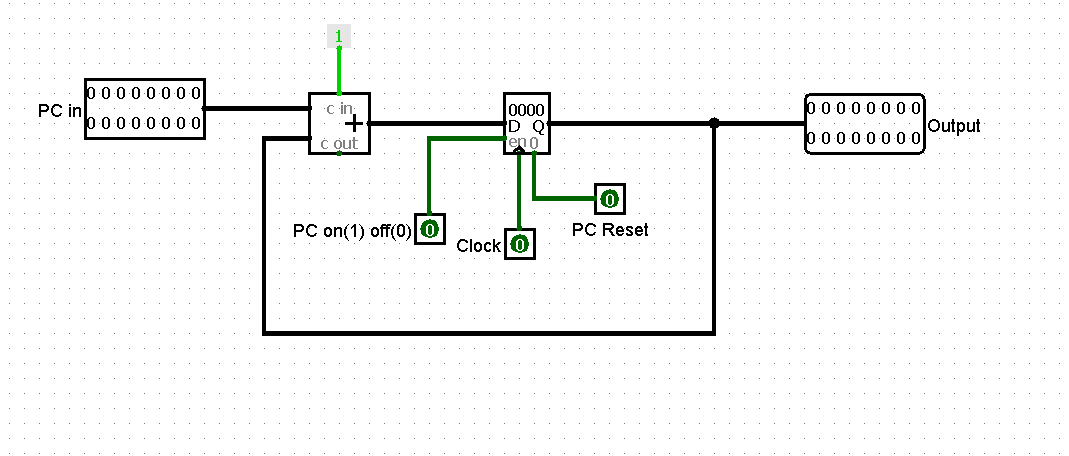 1
PC in
0 0 0 0 0 0 0 0
0 0 0 0 0 0 0 0
c in
+
c out
0000
D Q
en 0
0 0 0 0 0 0 0 0
0 0 0 0 0 0 0 0
Output
PC on(1) off(0) 0
Clock 0
0
PC Reset